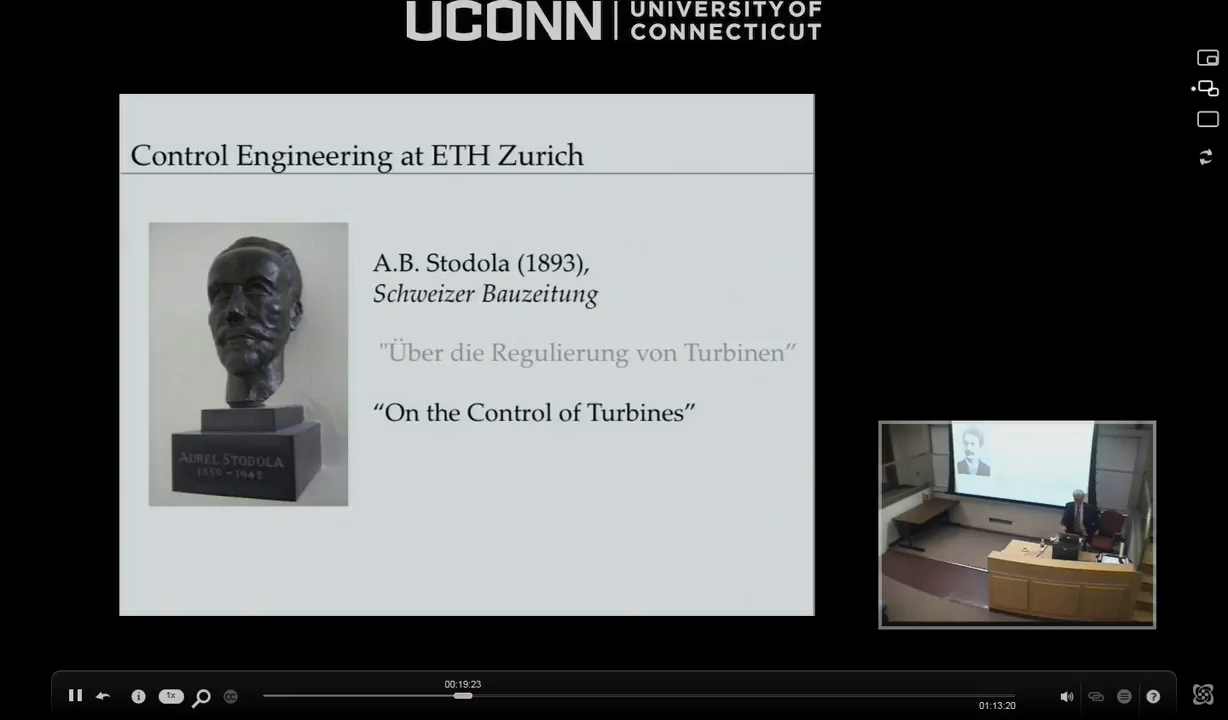 UCONN | UNIVERSITY OF
CONNECTICUT
Control Engineering at ETH Zurich
A.B. Stodola (1893),
Schweizer Bauzeitung
"Über die Regulierung von Turbinen”
“On the Control of Turbines”
AUREL STODOLA
00:19:23
1x
01:13:20